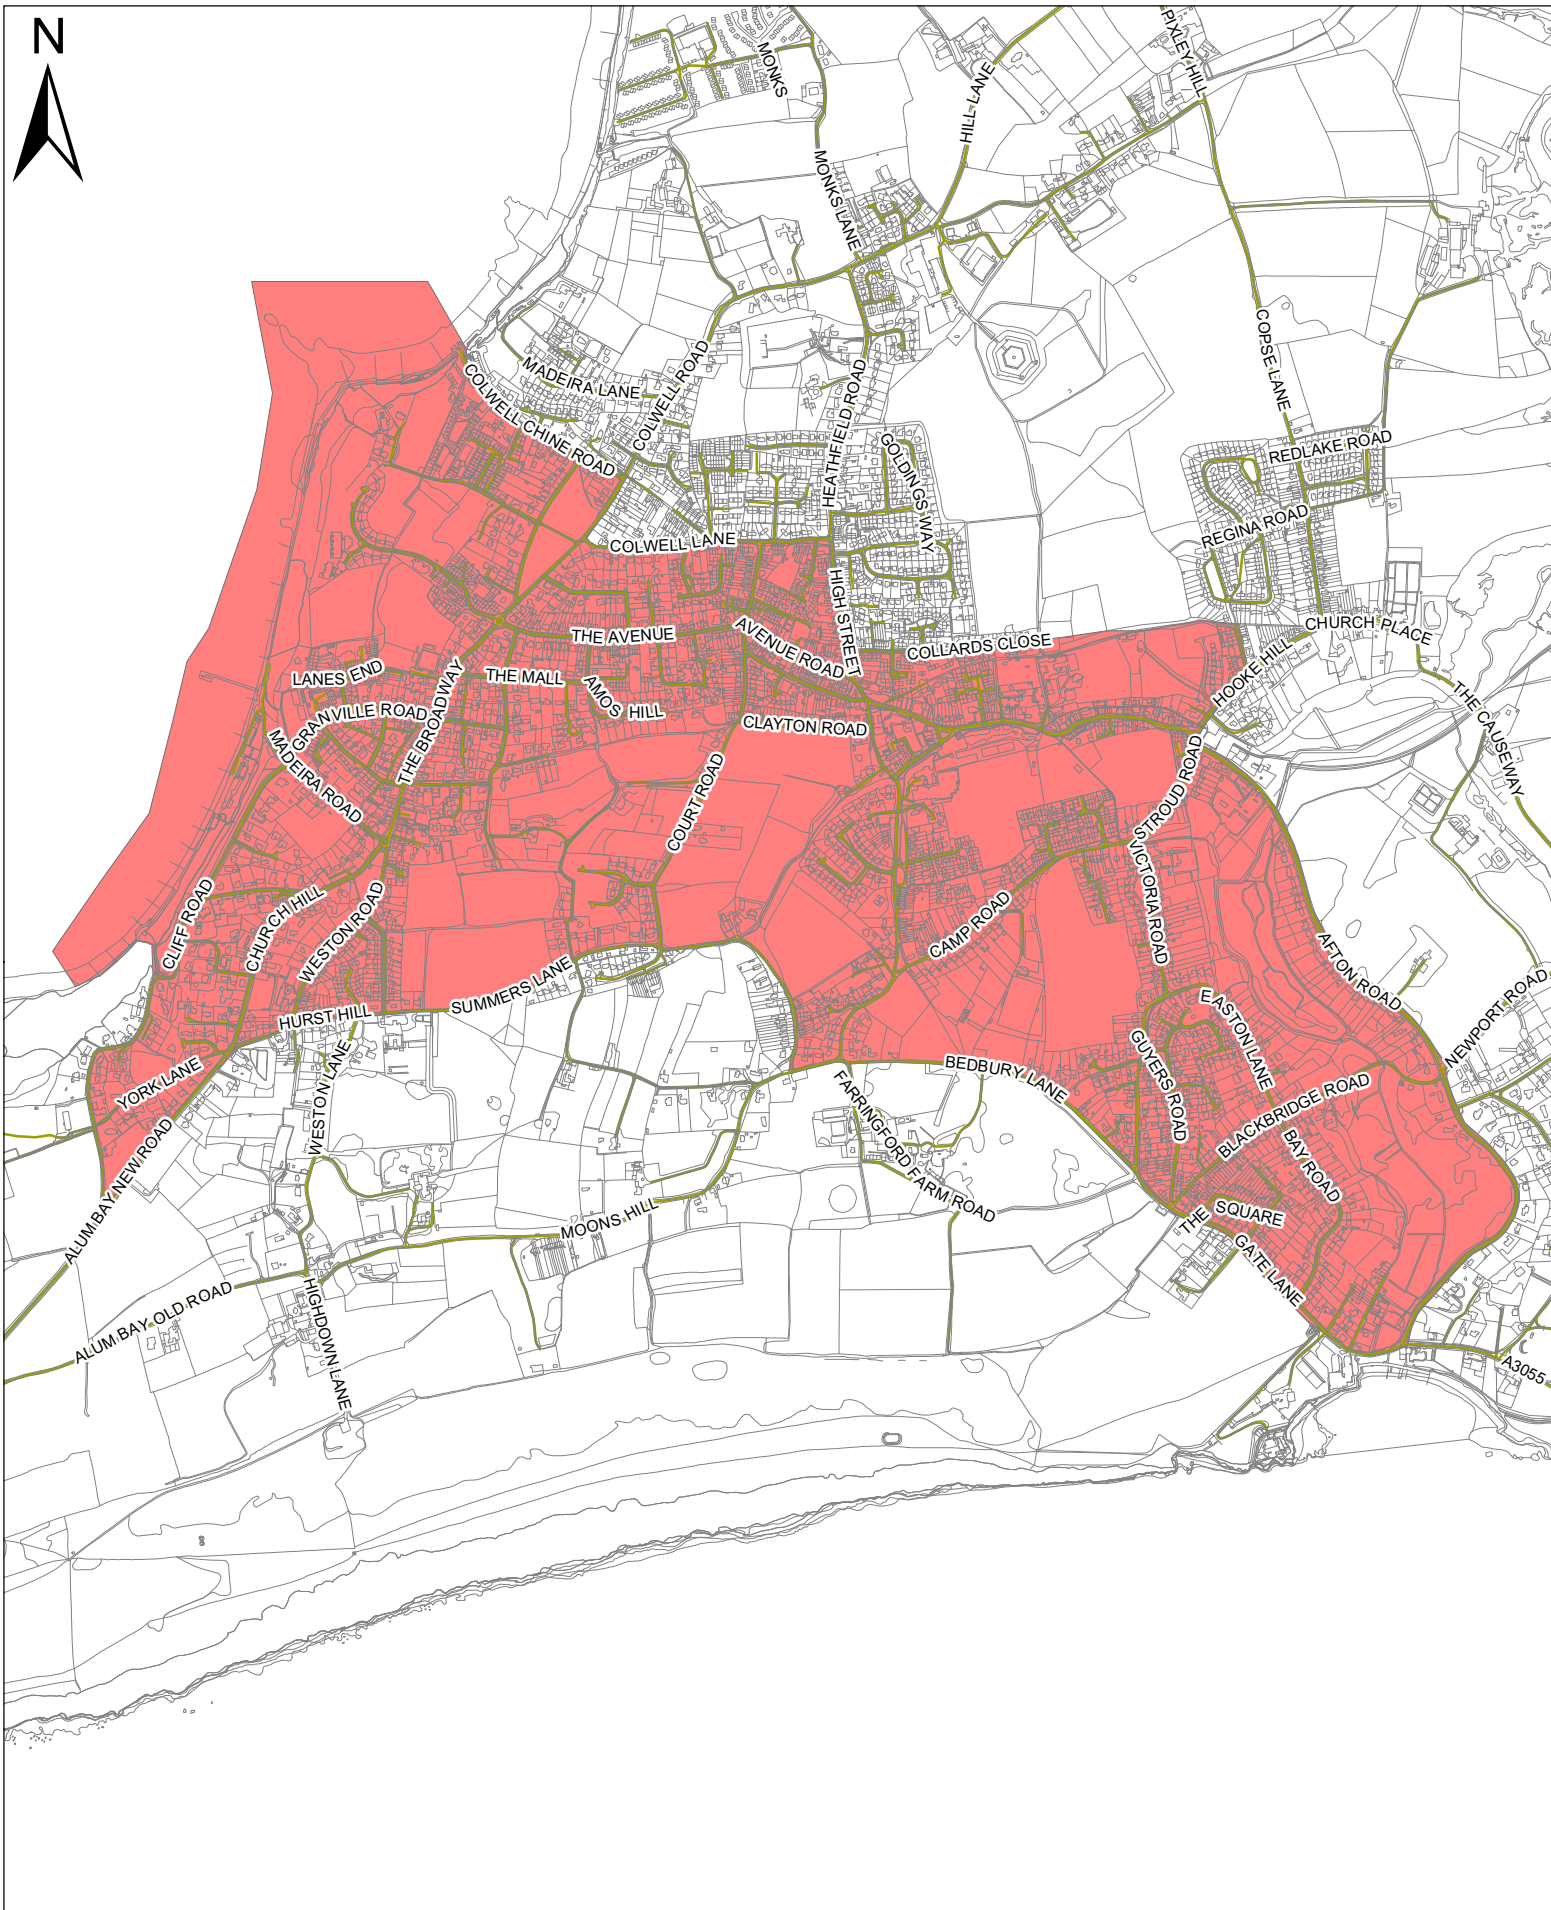 N
MONKS
PIXLEY HILL
HILL LANE
MONKS LANE
COPSE LANE
MADEIRA LANE
COLWELL ROAD
COLWELL CHINE ROAD
HEATHFIELD ROAD
GOLDINGS WAY
REDLAKE ROAD
REGINA ROAD
COLWELL LANE
HIGH STREET
THE AVENUE
AVENUE ROAD
COLLARDS CLOSE
CHURCH PLACE
HOOKE HILL
THE CAUSEWAY
LANES END
THE MALL
AMOS HILL
GRANVILLE ROAD
THE BROADWAY
MADEIRA ROAD
CLAYTON ROAD
COURT ROAD
STROUD ROAD
VICTORIA ROAD
CLIFF ROAD
CHURCH HILL
WESTON ROAD
CAMP ROAD
AFTON ROAD
SUMMERS LANE
HURST HILL
EASTON LANE
NEWPORT ROAD
YORK LANE
WESTON LANE
BEDBURY LANE
GUYERS ROAD
BLACKBRIDGE ROAD
FARRINGFORD FARM ROAD
BAY ROAD
ALUM BAY NEW ROAD
MOONS HILL
THE SQUARE
GATE LANE
ALUM BAY OLD ROAD
HIGHDOWN LANE
A3055